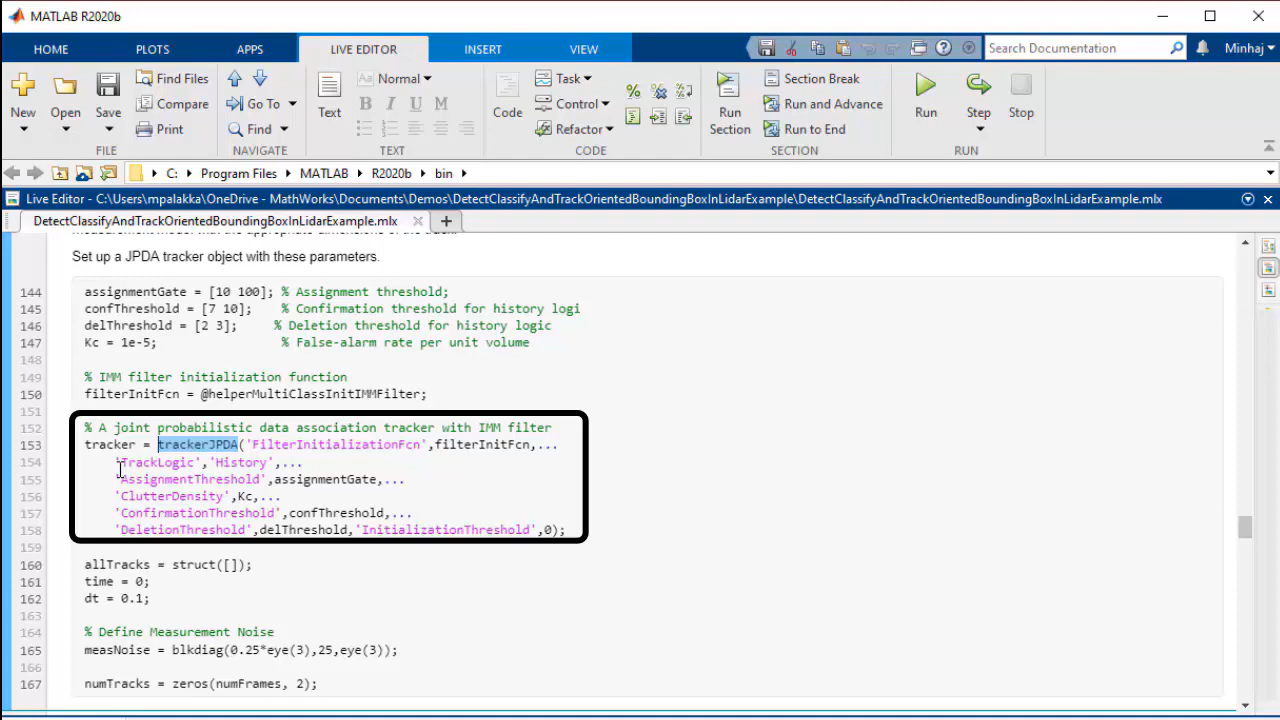 MATLAB R2020b
HOME PLOTS APPS LIVE EDITOR INSERT VIEW Search Documentation Minhaj
New Open Save Find Files Compare Print
FILE
Go To Find
NAVIGATE
Text Normal B I U M
TEXT
Code Task Control Refactor
CODE
Run Section Section Break Run and Advance Run to End
SECTION
Run Step Stop
RUN
C: Program Files MATLAB R2020b bin
Live Editor - C:\Users\mpalakka\OneDrive - MathWorks\Documents\Demos\DetectClassifyAndTrackOrientedBoundingBoxInLidarExample\DetectClassifyAndTrackOrientedBoundingBoxInLidarExample.mlx
DetectClassifyAndTrackOrientedBoundingBoxInLidarExample.mlx
Set up a JPDA tracker object with these parameters.
144 assignmentGate = [10 100]; % Assignment threshold;
145 confThreshold = [7 10]; % Confirmation threshold for history logi
146 delThreshold = [2 3]; % Deletion threshold for history logic
147 Kc = 1e-5; % False-alarm rate per unit volume
148
149 % IMM filter initialization function
150 filterInitFcn = @helperMultiClassInitIMMFilter;
151
152 % A joint probabilistic data association tracker with IMM filter
153 tracker = trackerJPDA('FilterInitializationFcn',filterInitFcn,...
154 'TrackLogic','History',...
155 'AssignmentThreshold',assignmentGate,...
156 'ClutterDensity',Kc,...
157 'ConfirmationThreshold',confThreshold,...
158 'DeletionThreshold',delThreshold,'InitializationThreshold',0);
159
160 allTracks = struct([]);
161 time = 0;
162 dt = 0.1;
163
164 % Define Measurement Noise
165 measNoise = blkdiag(0.25*eye(3),25,eye(3));
166
167 numTracks = zeros(numFrames, 2);